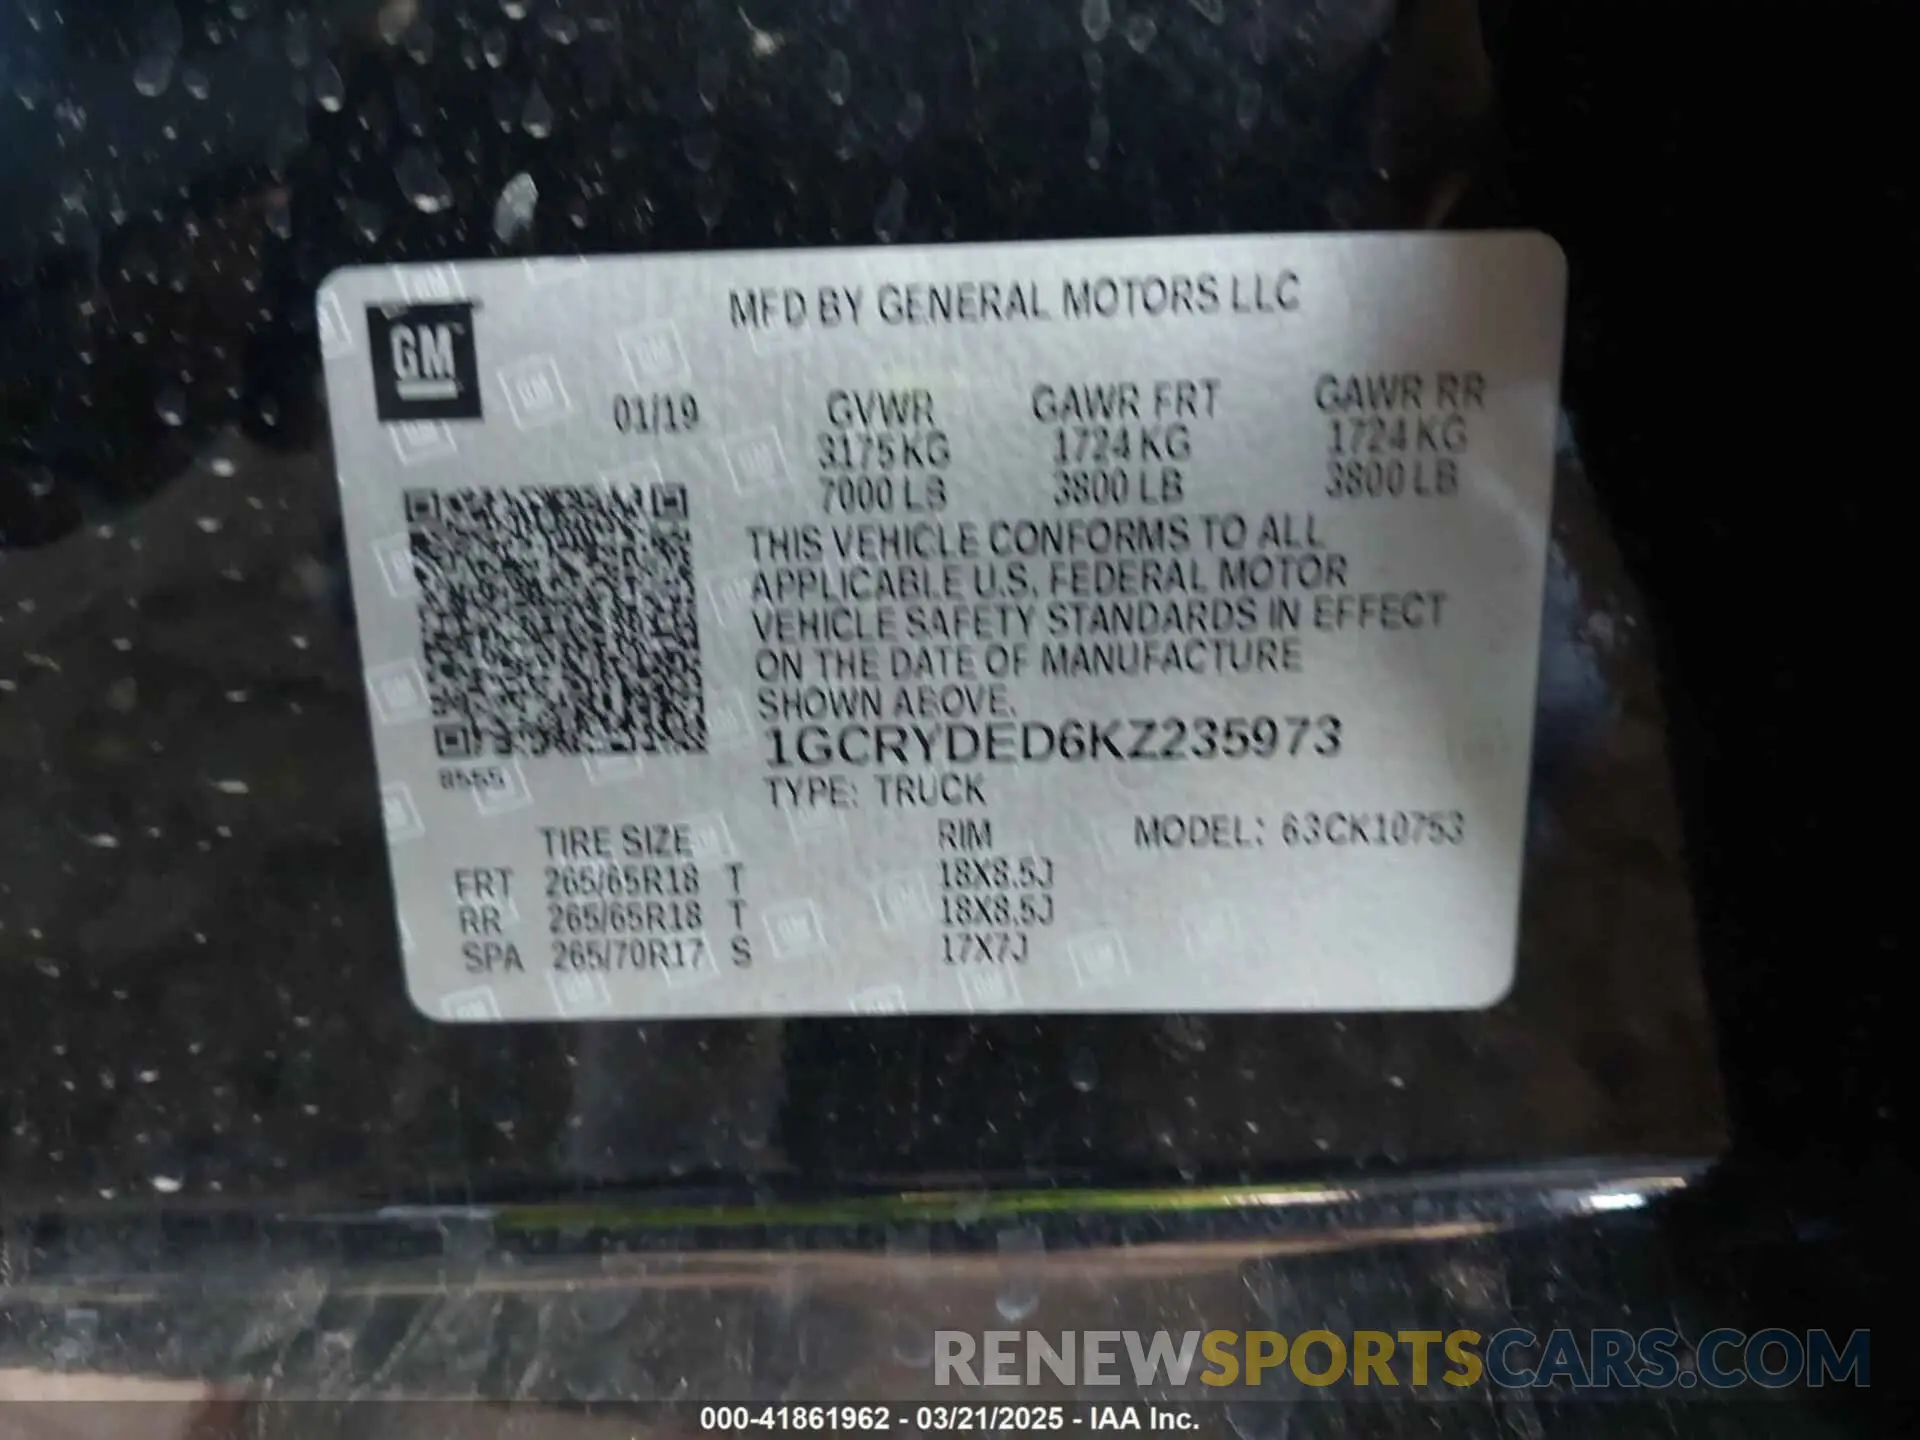 MFD BY GENERAL MOTORS LLC
GM
01/19 GVWR GAWR FRT GAWR RR
3175 KG 1724 KG 1724 KG
7000 LB 3800 LB 3800 LB
THIS VEHICLE CONFORMS TO ALL
APPLICABLE U.S. FEDERAL MOTOR
VEHICLE SAFETY STANDARDS IN EFFECT
ON THE DATE OF MANUFACTURE
SHOWN ABOVE.
1GCRYDED6KZ235973
8555
TYPE: TRUCK
TIRE SIZE RIM MODEL: 63CK10753
FRT 265/65R18 T 18X8.5J
RR 265/65R18 T 18X8.5J
SPA 265/70R17 S 17X7J
RENEWSPORTSCARS.COM
000-41861962 - 03/21/2025 - IAA Inc.